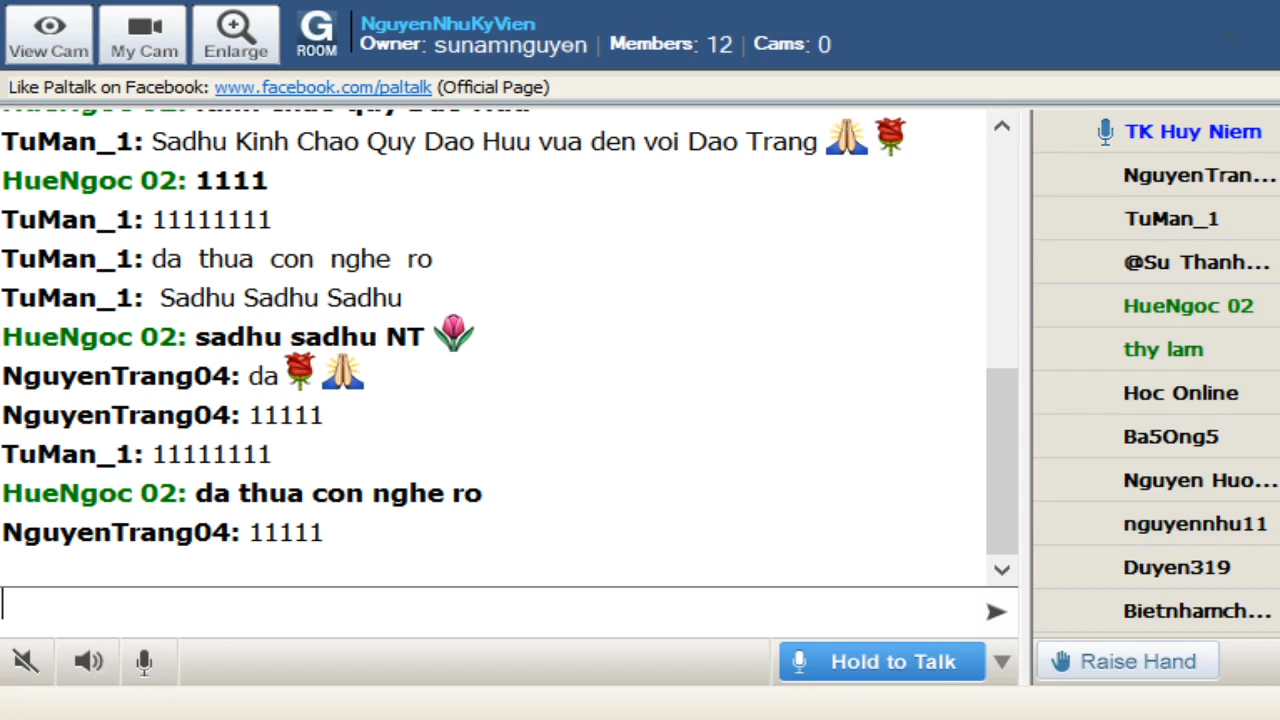 View Cam
My Cam
Enlarge
G ROOM
NguyenNhuKyVien
Owner: sunamnguyen | Members: 12 | Cams: 0
Like Paltalk on Facebook: www.facebook.com/paltalk (Official Page)
TuMan_1: Sadhu Kinh Chao Quy Dao Huu vua den voi Dao Trang
HueNgoc 02: 1111
TuMan_1: 11111111
TuMan_1: da thua con nghe ro
TuMan_1: Sadhu Sadhu Sadhu
HueNgoc 02: sadhu sadhu NT
NguyenTrang04: da
NguyenTrang04: 11111
TuMan_1: 11111111
HueNgoc 02: da thua con nghe ro
NguyenTrang04: 11111
Hold to Talk
TK Huy Niem
NguyenTran...
TuMan_1
@Su Thanh...
HueNgoc 02
thy lam
Hoc Online
Ba5Ong5
Nguyen Huo...
nguyennhu11
Duyen319
Bietnhamch...
Raise Hand